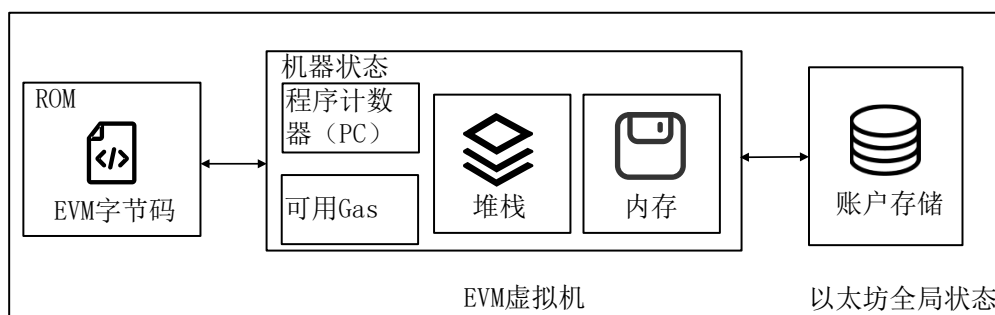 ROM
</>
EVM字节码
机器状态
程序计数
器（PC）
可用Gas
堆栈
内存
账户存储
EVM虚拟机
以太坊全局状态